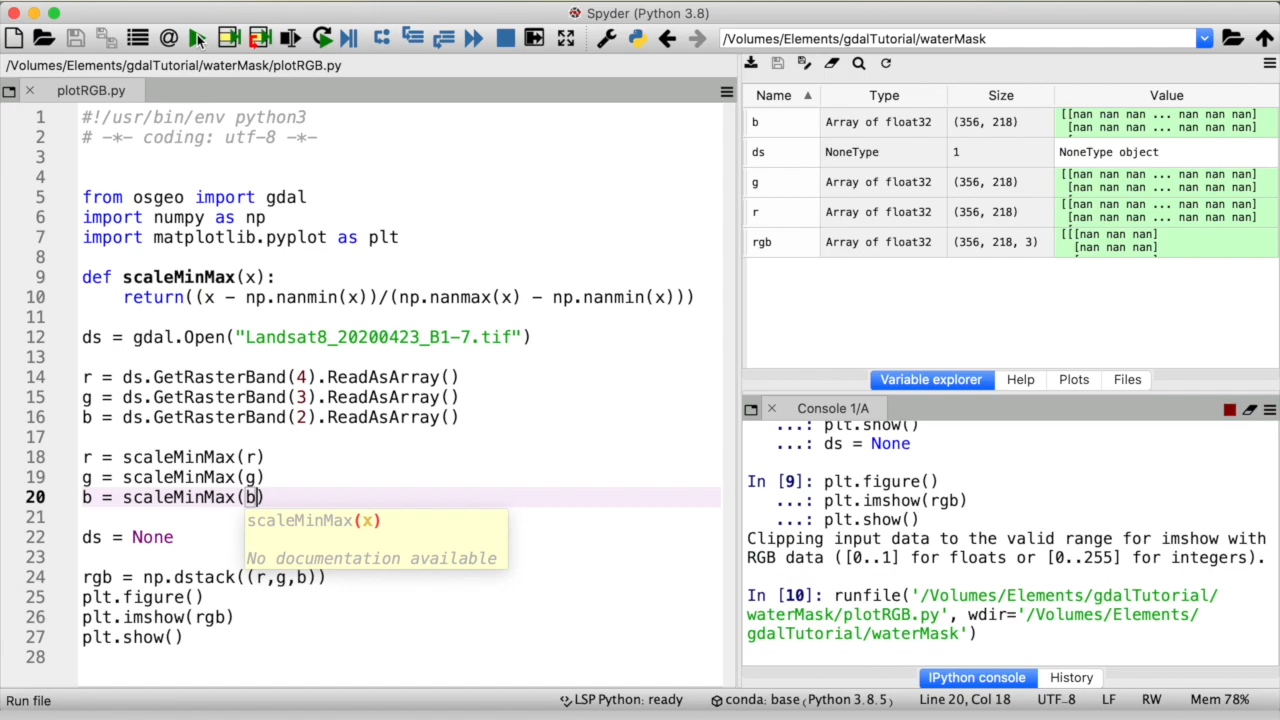 Spyder (Python 3.8)
/Volumes/Elements/gdalTutorial/waterMask
/Volumes/Elements/gdalTutorial/waterMask/plotRGB.py
plotRGB.py
1 #!/usr/bin/env python3
2 # -*- coding: utf-8 -*-
3
4
5 from osgeo import gdal
6 import numpy as np
7 import matplotlib.pyplot as plt
8
9 def scaleMinMax(x):
10 return((x - np.nanmin(x))/(np.nanmax(x) - np.nanmin(x)))
11
12 ds = gdal.Open("Landsat8_20200423_B1-7.tif")
13
14 r = ds.GetRasterBand(4).ReadAsArray()
15 g = ds.GetRasterBand(3).ReadAsArray()
16 b = ds.GetRasterBand(2).ReadAsArray()
17
18 r = scaleMinMax(r)
19 g = scaleMinMax(g)
20 b = scaleMinMax(b)
21 scaleMinMax(x)
22 ds = None
No documentation available
23
24 rgb = np.dstack((r,g,b))
25 plt.figure()
26 plt.imshow(rgb)
27 plt.show()
28
Name Type Size Value
b Array of float32 (356, 218) [[nan nan nan ... nan nan nan]
[nan nan nan ... nan nan nan]
ds NoneType 1 NoneType object
g Array of float32 (356, 218) [[nan nan nan ... nan nan nan]
[nan nan nan ... nan nan nan]
r Array of float32 (356, 218) [[nan nan nan ... nan nan nan]
[nan nan nan ... nan nan nan]
rgb Array of float32 (356, 218, 3) [[[nan nan nan]
[nan nan nan]
Variable explorer Help Plots Files
Console 1/A
...: plt.show()
...: ds = None
In [9]: plt.figure()
...: plt.imshow(rgb)
...: plt.show()
Clipping input data to the valid range for imshow with
RGB data ([0..1] for floats or [0..255] for integers).
In [10]: runfile('/Volumes/Elements/gdalTutorial/
waterMask/plotRGB.py', wdir='/Volumes/Elements/
gdalTutorial/waterMask')
IPython console History
Run file LSP Python: ready conda: base (Python 3.8.5) Line 20, Col 18 UTF-8 LF RW Mem 78%